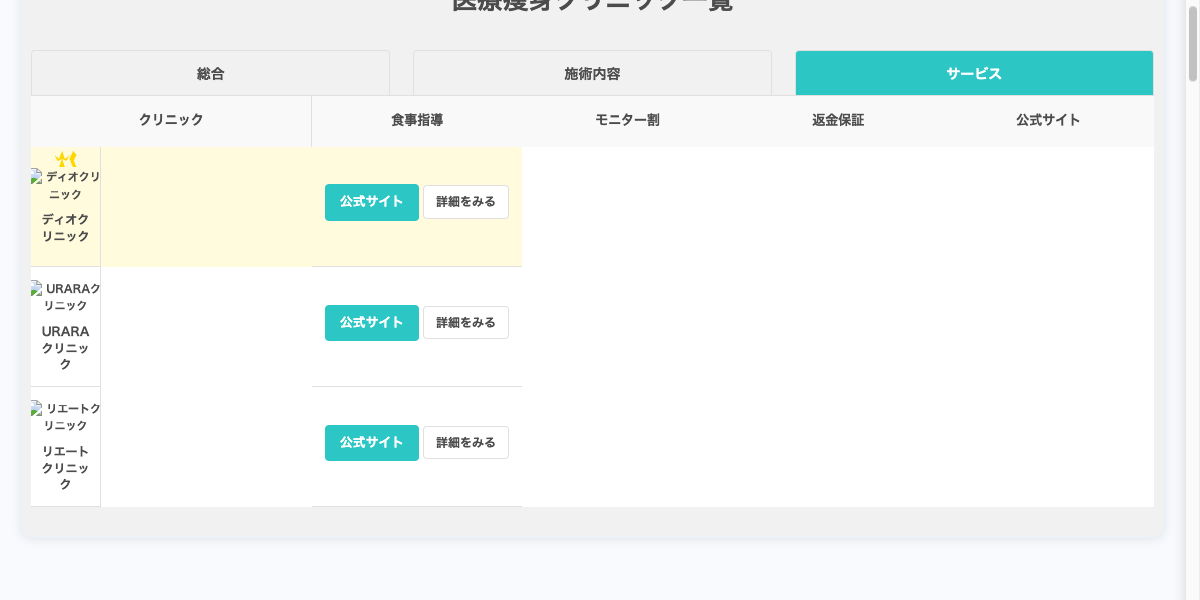 医療痩身クリニック一覧
総合
施術内容
サービス
クリニック
食事指導
モニター割
返金保証
公式サイト
ディオクリ
ニック
ディオク
リニック
公式サイト
詳細をみる
URARAク
リニック
URARA
クリニッ
ク
公式サイト
詳細をみる
リエートク
リニック
リエート
クリニッ
ク
公式サイト
詳細をみる